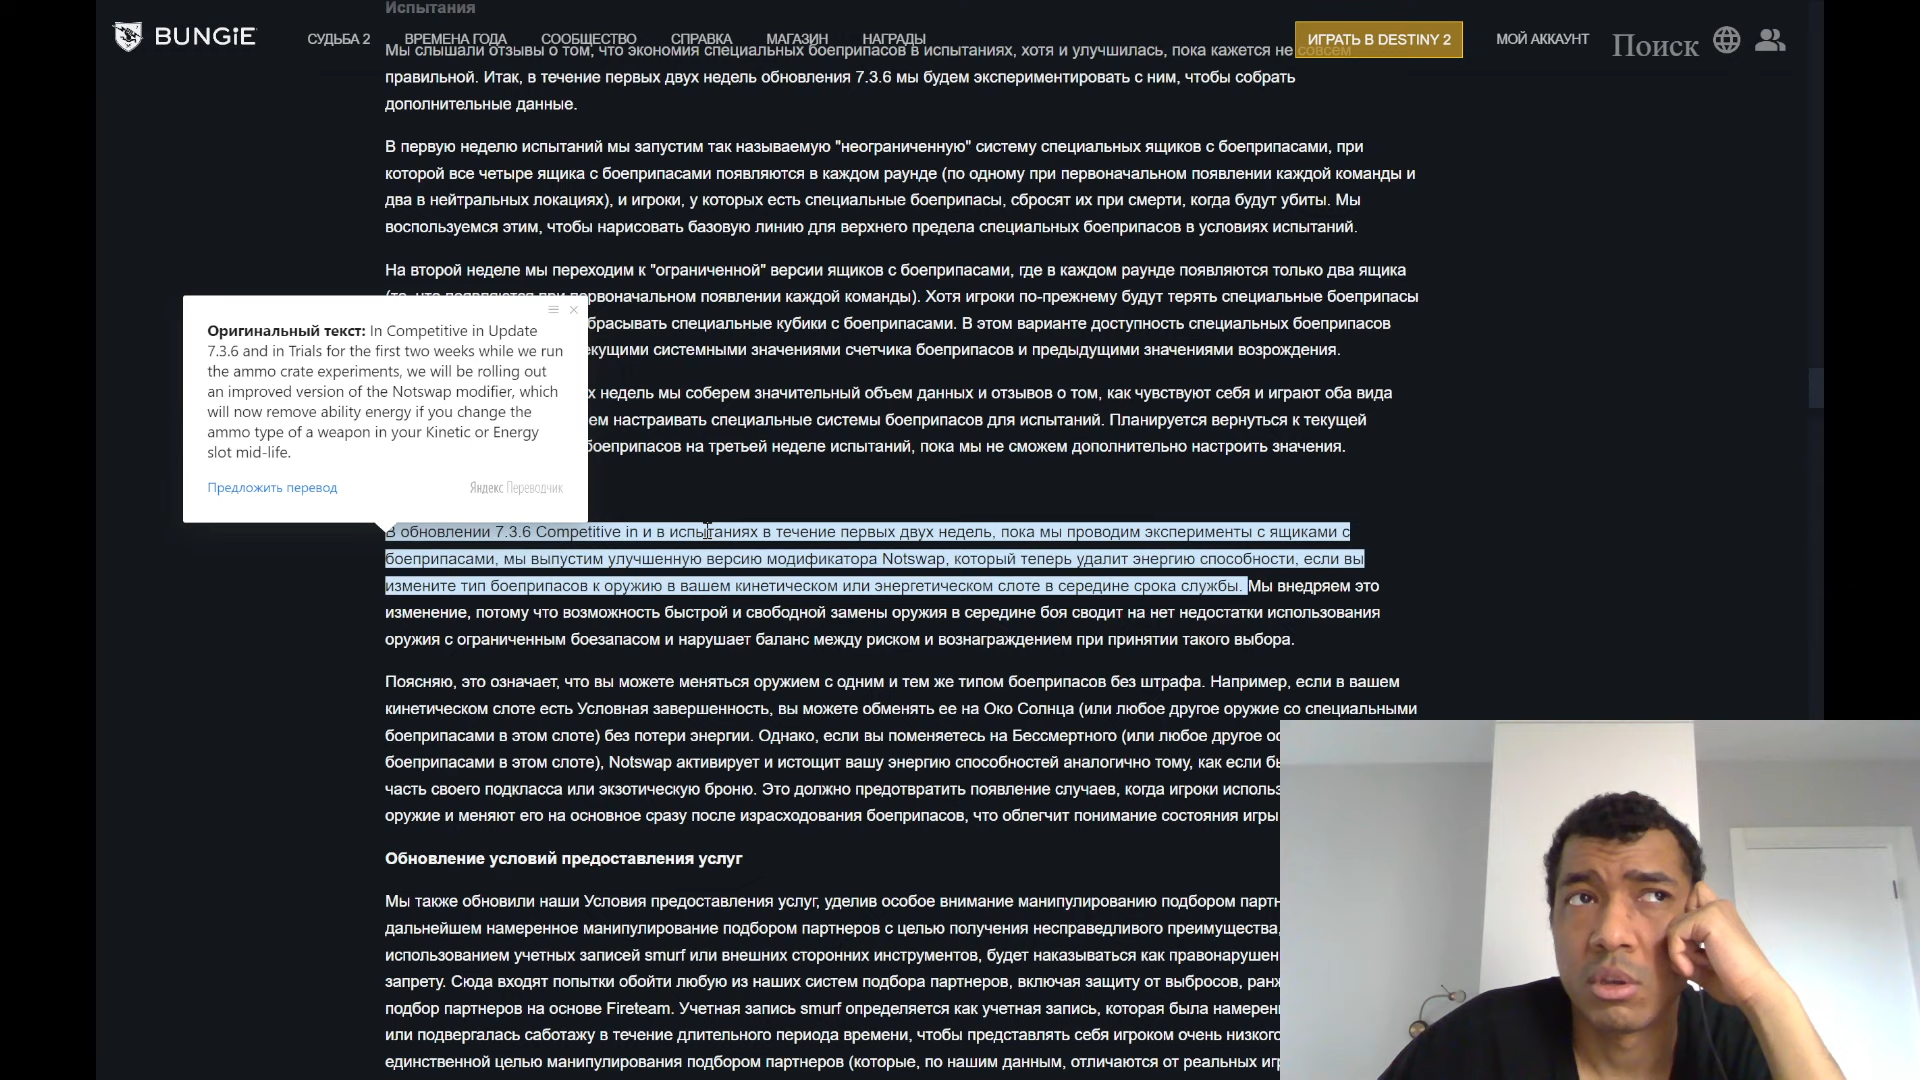 Испытания
BUNGiE
СУДЬБА 2
ВРЕМЕНА ГОДА
СООБЩЕСТВО
СПРАВКА
МАГАЗИН
НАГРАДЫ
ИГРАТЬ В DESTINY 2
МОЙ АККАУНТ
Поиск
Мы слышали отзывы о том, что экономия специальных боеприпасов в испытаниях, хотя и улучшилась, пока кажется не совсем
правильной. Итак, в течение первых двух недель обновления 7.3.6 мы будем экспериментировать с ним, чтобы собрать
дополнительные данные.
В первую неделю испытаний мы запустим так называемую "неограниченную" систему специальных ящиков с боеприпасами, при
которой все четыре ящика с боеприпасами появляются в каждом раунде (по одному при первоначальном появлении каждой команды и
два в нейтральных локациях), и игроки, у которых есть специальные боеприпасы, сбросят их при смерти, когда будут убиты. Мы
воспользуемся этим, чтобы нарисовать базовую линию для верхнего предела специальных боеприпасов в условиях испытаний.
На второй неделе мы переходим к "ограниченной" версии ящиков с боеприпасами, где в каждом раунде появляются только два ящика
первоначальном появлении каждой команды). Хотя игроки по-прежнему будут терять специальные боеприпасы
брасывать специальные кубики с боеприпасами. В этом варианте доступность специальных боеприпасов
екущими системными значениями счетчика боеприпасов и предыдущими значениями возрождения.
х недель мы соберем значительный объем данных и отзывов о том, как чувствуют себя и играют оба вида
ем настраивать специальные системы боеприпасов для испытаний. Планируется вернуться к текущей
боеприпасов на третьей неделе испытаний, пока мы не сможем дополнительно настроить значения.
Оригинальный текст: In Competitive in Update
7.3.6 and in Trials for the first two weeks while we run
the ammo crate experiments, we will be rolling out
an improved version of the Notswap modifier, which
will now remove ability energy if you change the
ammo type of a weapon in your Kinetic or Energy
slot mid-life.
Предложить перевод
Яндекс Переводчик
В обновлении 7.3.6 Competitive in и в испытаниях в течение первых двух недель, пока мы проводим эксперименты с ящиками с
боеприпасами, мы выпустим улучшенную версию модификатора Notswap, который теперь удалит энергию способности, если вы
измените тип боеприпасов к оружию в вашем кинетическом или энергетическом слоте в середине срока службы. Мы внедряем это
изменение, потому что возможность быстрой и свободной замены оружия в середине боя сводит на нет недостатки использования
оружия с ограниченным боезапасом и нарушает баланс между риском и вознаграждением при принятии такого выбора.
Поясняю, это означает, что вы можете меняться оружием с одним и тем же типом боеприпасов без штрафа. Например, если в вашем
кинетическом слоте есть Условная завершенность, вы можете обменять ее на Око Солнца (или любое другое оружие со специальными
боеприпасами в этом слоте) без потери энергии. Однако, если вы поменяетесь на Бессмертного (или любое другое ос
боеприпасами в этом слоте), Notswap активирует и истощит вашу энергию способностей аналогично тому, как если б
часть своего подкласса или экзотическую броню. Это должно предотвратить появление случаев, когда игроки исполь
оружие и меняют его на основное сразу после израсходования боеприпасов, что облегчит понимание состояния игры
Обновление условий предоставления услуг
Мы также обновили наши Условия предоставления услуг, уделив особое внимание манипулированию подбором парт
дальнейшем намеренное манипулирование подбором партнеров с целью получения несправедливого преимущества,
использованием учетных записей smurf или внешних сторонних инструментов, будет наказываться как правонарушен
запрету. Сюда входят попытки обойти любую из наших систем подбора партнеров, включая защиту от выбросов, ран
подбор партнеров на основе Fireteam. Учетная запись smurf определяется как учетная запись, которая была намерен
или подвергалась саботажу в течение длительного периода времени, чтобы представлять себя игроком очень низког
единственной целью манипулирования подбором партнеров (которые, по нашим данным, отличаются от реальных иг